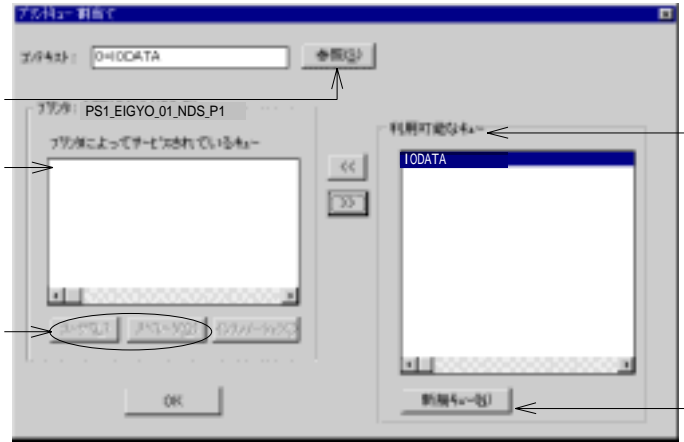 プリントキュー割当て
コンテキスト: O=IODATA 参照(S)
プリンタ: PS1_EIGYO_01_NDS_P1
プリンタによってサービスされているキュー
<<
>>
OK
利用可能なキュー
IODATA
新規キュー(N)